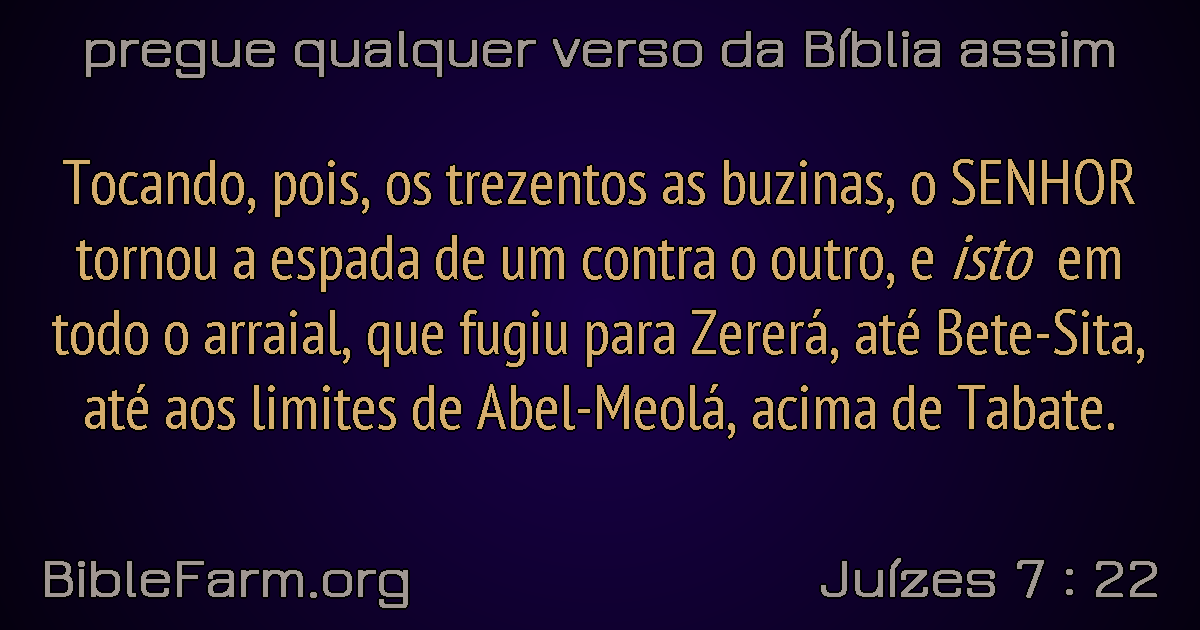 pregue qualquer verso da Bíblia assim
Tocando, pois, os trezentos as buzinas, o SENHOR
tornou a espada de um contra o outro, e isto em
todo o arraial, que fugiu para Zererá, até Bete-Sita,
até aos limites de Abel-Meolá, acima de Tabate.
BibleFarm.org
Juízes 7 : 22